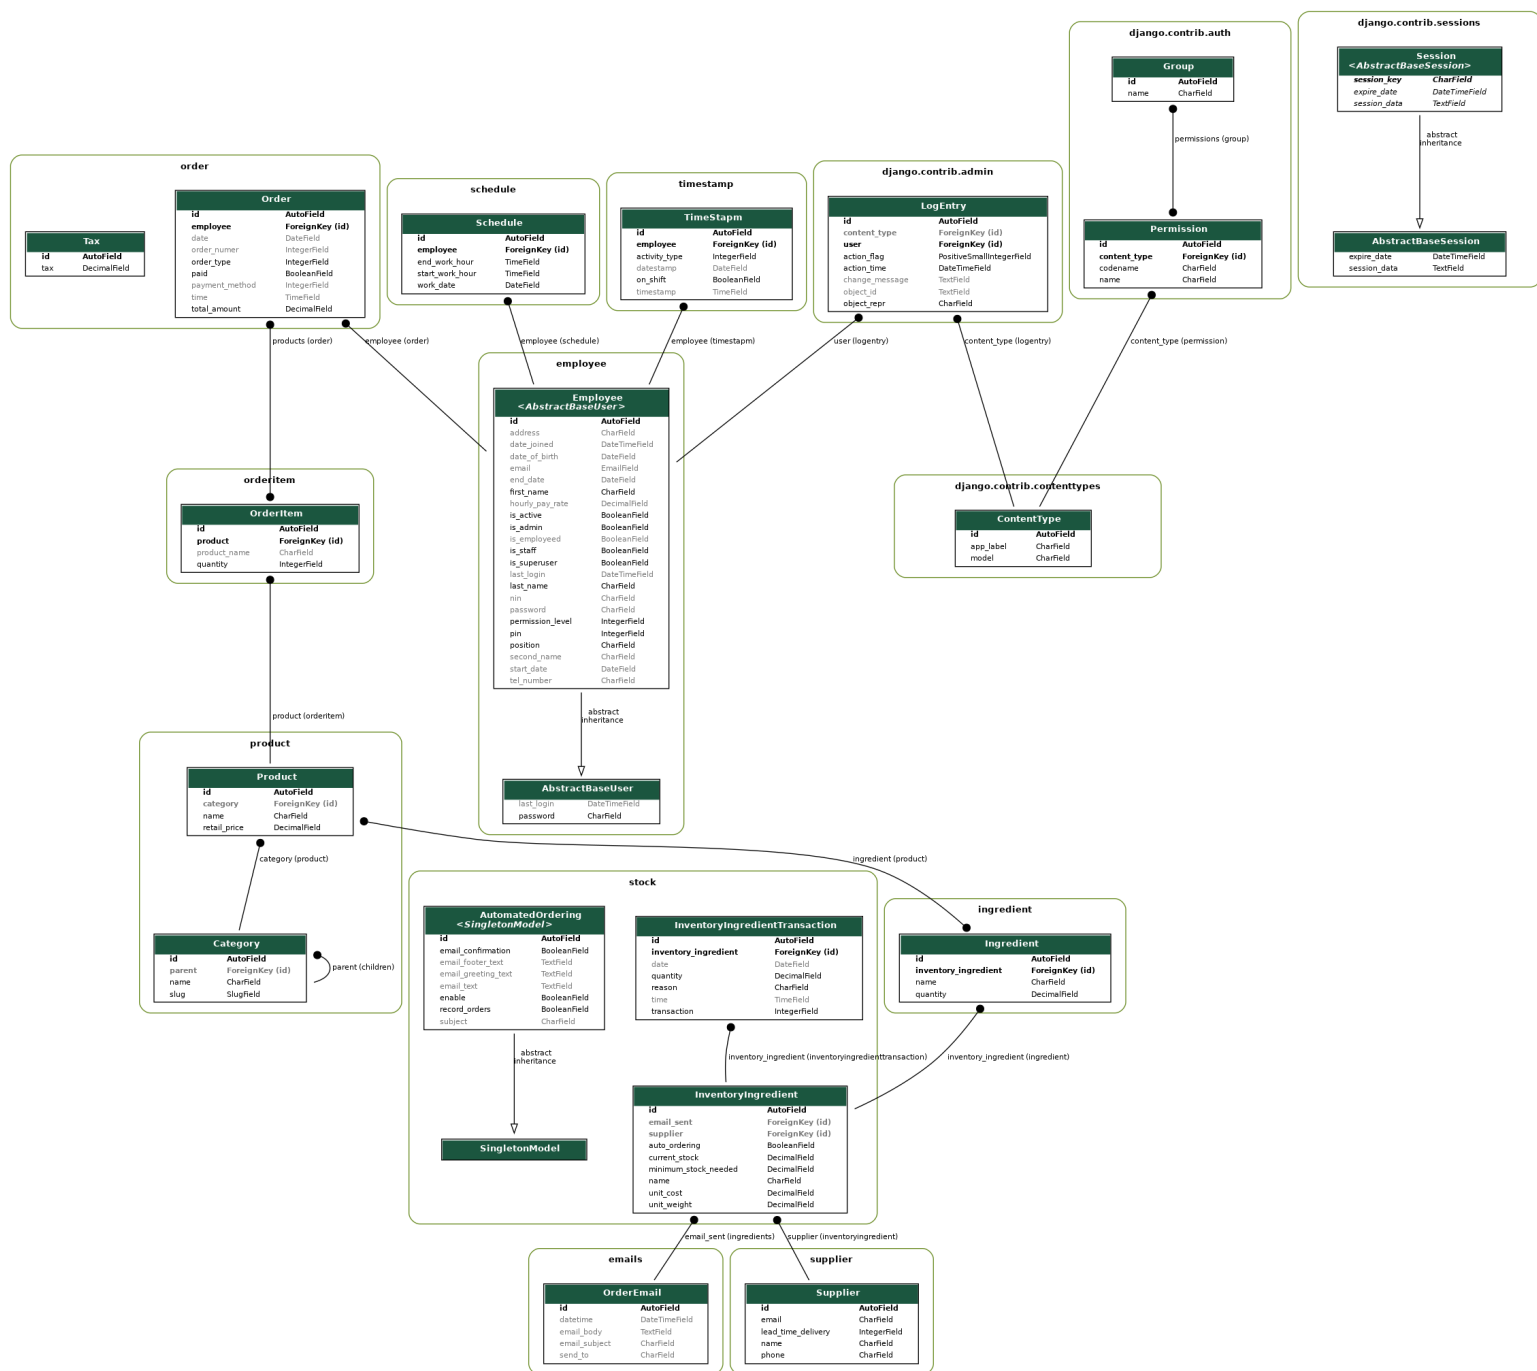 django.contrib.sessions
Session
<AbstractBaseSession>
session_key CharField
expire_date DateTimeField
session_data TextField
abstract
inheritance
AbstractBaseSession
expire_date DateTimeField
session_data TextField
django.contrib.auth
Group
id AutoField
name CharField
permissions (group)
Permission
id AutoField
content_type ForeignKey (id)
codename CharField
name CharField
order
Tax
id AutoField
tax DecimalField
Order
id AutoField
employee ForeignKey (id)
date DateField
order_numer IntegerField
order_type IntegerField
paid BooleanField
payment_method IntegerField
time TimeField
total_amount DecimalField
schedule
Schedule
id AutoField
employee ForeignKey (id)
end_work_hour TimeField
start_work_hour TimeField
work_date DateField
timestamp
TimeStapm
id AutoField
employee ForeignKey (id)
activity_type IntegerField
datestamp DateField
on_shift BooleanField
timestamp TimeField
django.contrib.admin
LogEntry
id AutoField
content_type ForeignKey (id)
user ForeignKey (id)
action_flag PositiveSmallIntegerField
action_time DateTimeField
change_message TextField
object_id TextField
object_repr CharField
products (order)
employee (order)
employee (schedule)
employee (timestapm)
user (logentry)
content_type (logentry)
content_type (permission)
employee
Employee
<AbstractBaseUser>
id AutoField
address CharField
date_joined DateTimeField
date_of_birth DateField
email EmailField
end_date DateField
first_name CharField
hourly_pay_rate DecimalField
is_active BooleanField
is_admin BooleanField
is_employeed BooleanField
is_staff BooleanField
is_superuser BooleanField
last_login DateTimeField
last_name CharField
nin CharField
password CharField
permission_level IntegerField
pin IntegerField
position CharField
second_name CharField
start_date DateField
tel_number CharField
abstract
inheritance
AbstractBaseUser
last_login DateTimeField
password CharField
orderitem
OrderItem
id AutoField
product ForeignKey (id)
product_name CharField
quantity IntegerField
product (orderitem)
django.contrib.contenttypes
ContentType
id AutoField
app_label CharField
model CharField
product
Product
id AutoField
category ForeignKey (id)
name CharField
retail_price DecimalField
category (product)
ingredient (product)
Category
id AutoField
parent ForeignKey (id)
name CharField
slug SlugField
parent (children)
stock
AutomatedOrdering
<SingletonModel>
id AutoField
email_confirmation BooleanField
email_footer_text TextField
email_greeting_text TextField
email_text TextField
enable BooleanField
record_orders BooleanField
subject CharField
abstract
inheritance
SingletonModel
InventoryIngredientTransaction
id AutoField
inventory_ingredient ForeignKey (id)
date DateField
quantity DecimalField
reason CharField
time TimeField
transaction IntegerField
ingredient
Ingredient
id AutoField
inventory_ingredient ForeignKey (id)
name CharField
quantity DecimalField
inventory_ingredient (inventoryingredienttransaction)
inventory_ingredient (ingredient)
InventoryIngredient
id AutoField
email_sent ForeignKey (id)
supplier ForeignKey (id)
auto_ordering BooleanField
current_stock DecimalField
minimum_stock_needed DecimalField
name CharField
unit_cost DecimalField
unit_weight DecimalField
email_sent (ingredients)
supplier (inventoryingredient)
emails
OrderEmail
id AutoField
datetime DateTimeField
email_body TextField
email_subject CharField
send_to CharField
supplier
Supplier
id AutoField
email CharField
lead_time_delivery IntegerField
name CharField
phone CharField